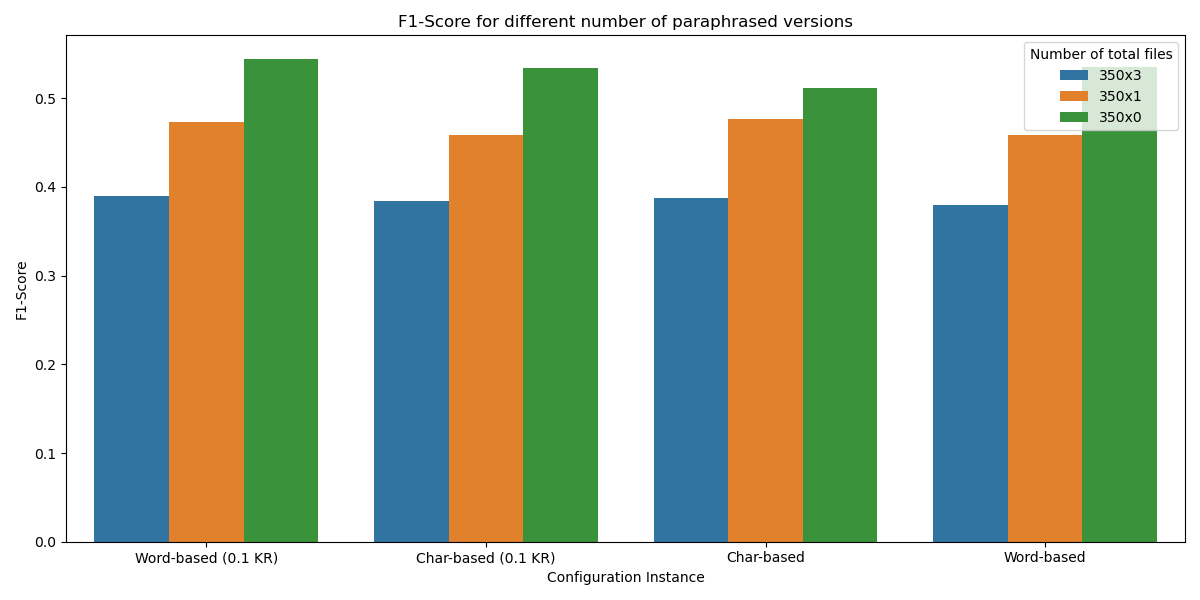 F1-Score for different number of paraphrased versions
Number of total files
350x3
350x1
350x0
F1-Score
0.5
0.4
0.3
0.2
0.1
0.0
Word-based (0.1 KR)
Char-based (0.1 KR)
Char-based
Word-based
Configuration Instance